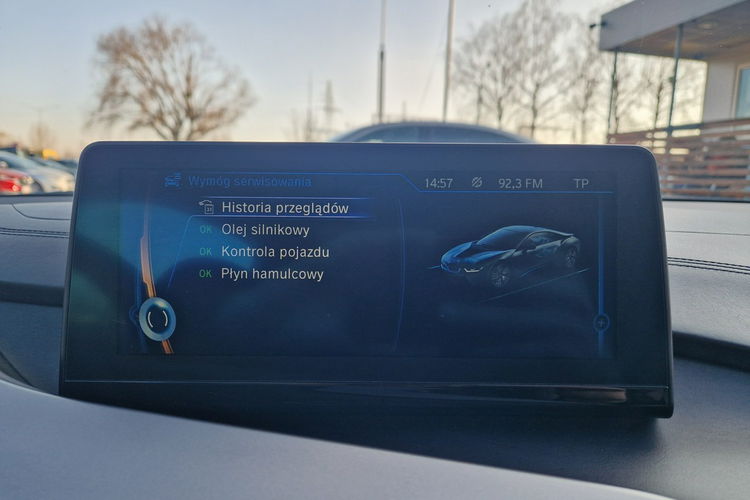 Wymóg serwisowania
14:57 92,3 FM TP
Historia przeglądów
OK Olej silnikowy
OK Kontrola pojazdu
OK Płyn hamulcowy